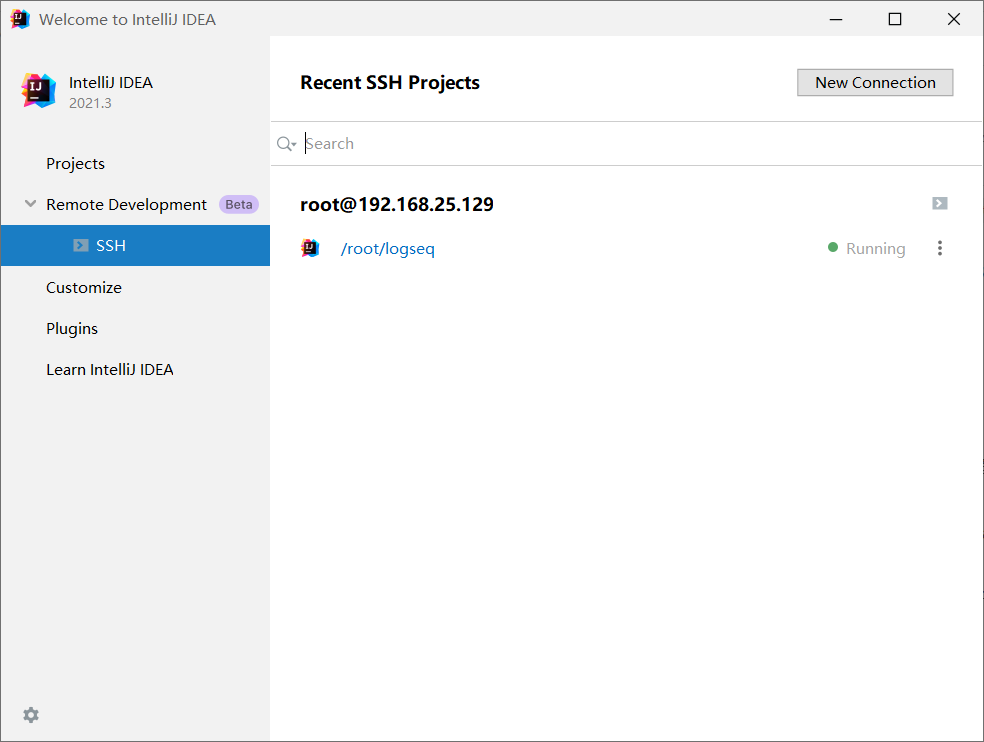 Welcome to IntelliJ IDEA
IntelliJ IDEA
2021.3
Projects
Remote Development Beta
SSH
Customize
Plugins
Learn IntelliJ IDEA
Recent SSH Projects
New Connection
Search
root@192.168.25.129
/root/logseq
Running